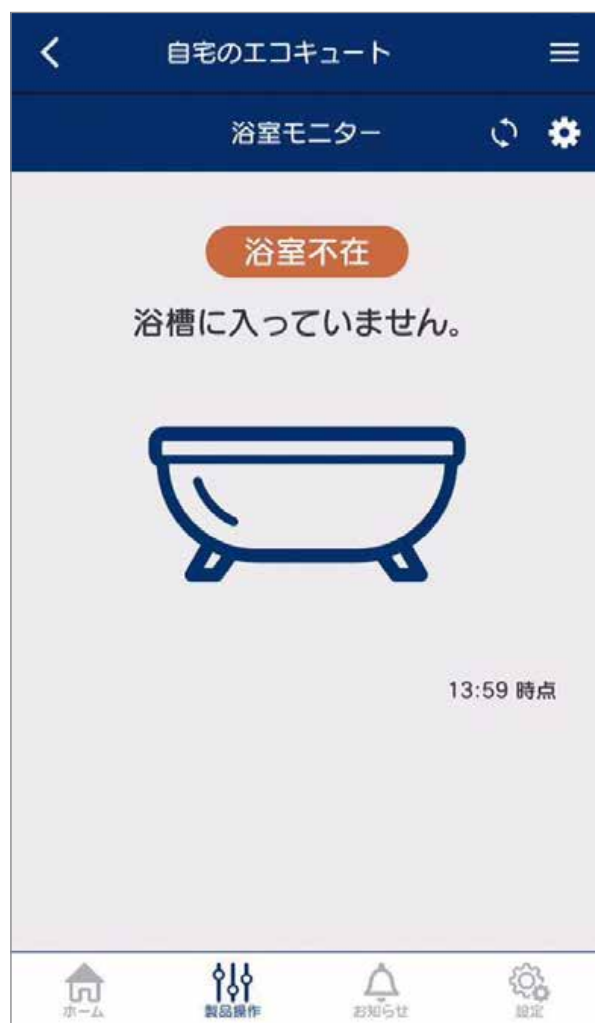 自宅のエコキュート
浴室モニター
浴室不在
浴槽に入っていません。
13:59 時点
ホーム
製品操作
お知らせ
設定